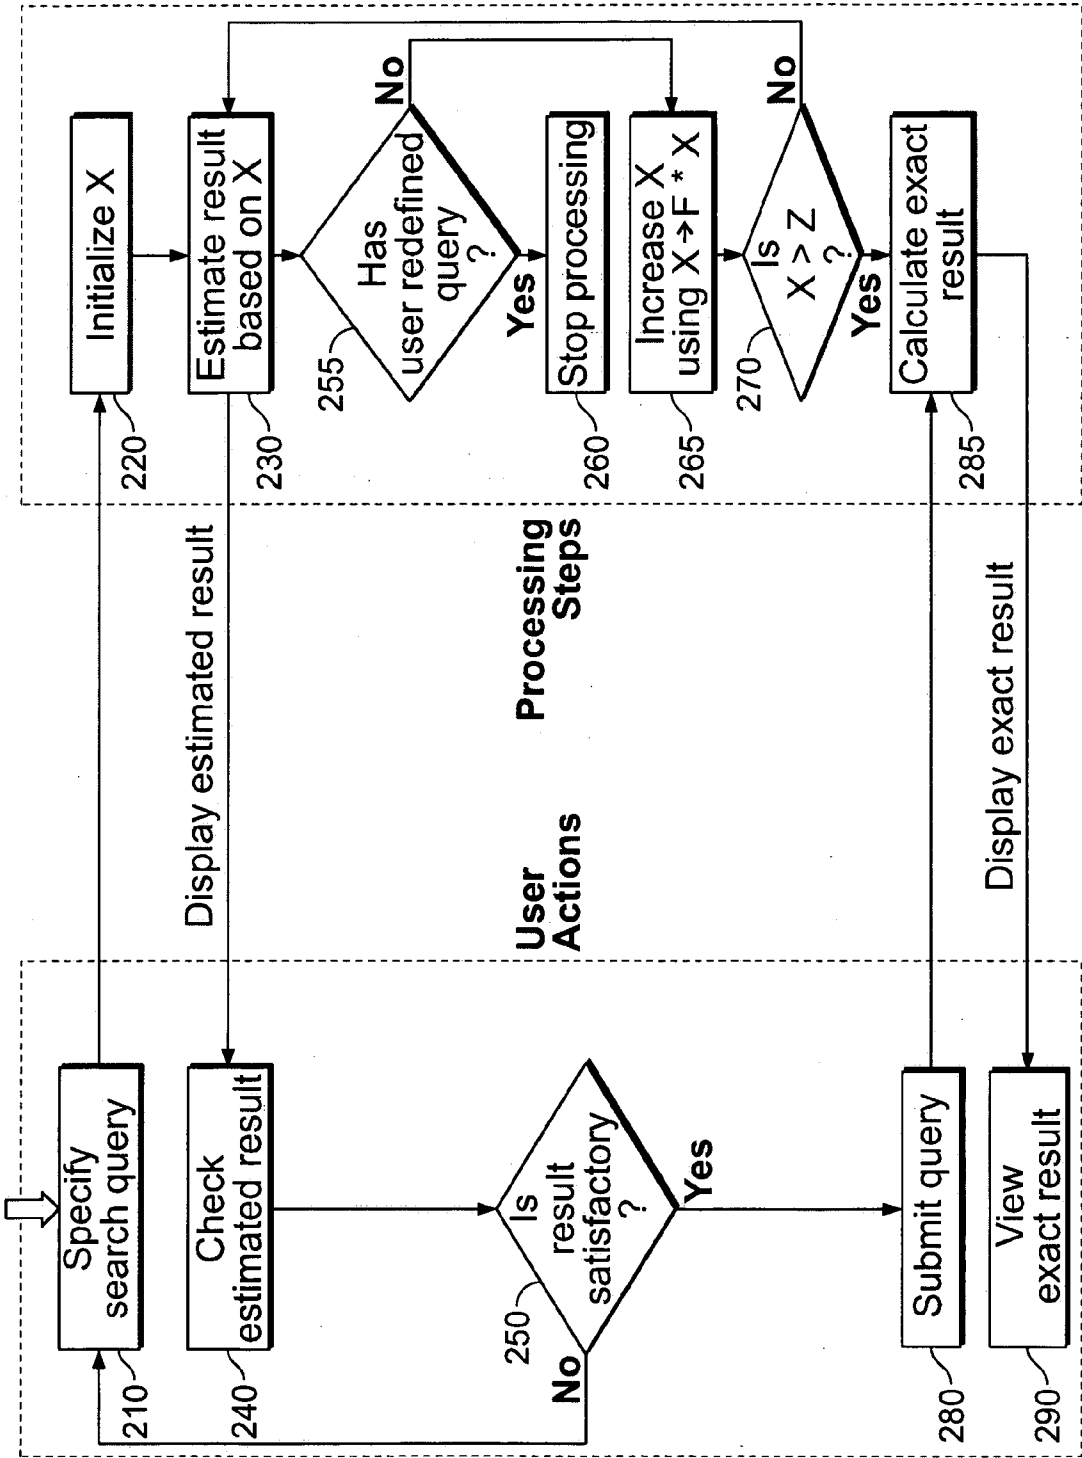 Specify
search query
210
Check
estimated result
240
Is
result
satisfactory
?
250
No
Yes
Submit query
280
View
exact result
290
User
Actions
Processing
Steps
Display estimated result
Display exact result
Initialize X
220
Estimate result
based on X
230
Has
user redefined
query
?
255
No
Yes
Stop processing
260
Increase X
using X→F * X
265
Is
X > Z
?
270
No
Yes
Calculate exact
result
285